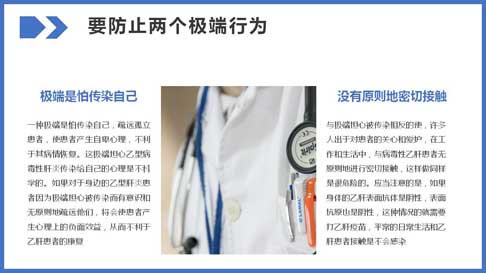 要防止两个极端行为
极端是怕传染自己
一种极端是怕传染自己，疏远孤立
患者，使患者产生自卑心理，不利
于其病情恢复。这极端担心乙型病
毒性肝炎传染给自己的心理是不科
学的。如果对于身边的乙型肝炎患
者因为极端担心被传染而有意识和
无原则地疏远他们，将会使患者产
生心理上的负面效益，从而不利于
乙肝患者的康复
没有原则地密切接触
与极端担心被传染相反的使，许多
人出于对患者的关心和爱护，在工
作和生活中，与病毒性乙肝患者无
原则地进行密切接触，这样做同样
是很危险的。应当注意的是，如果
身体的乙肝表面抗体是阴性，表面
抗原也是阴性，这种情况的就需要
打乙肝疫苗，平常的日常生活和乙
肝患者接触是不会感染